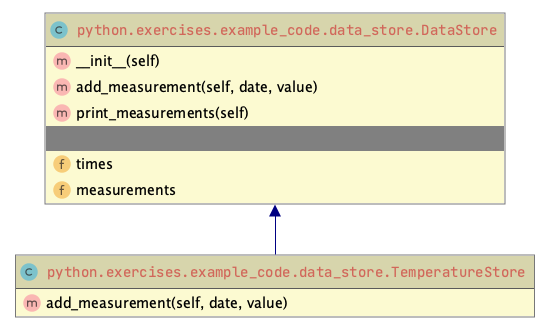 C python.exercises.example_code.data_store.DataStore
m __init__(self)
m add_measurement(self, date, value)
m print_measurements(self)
f times
f measurements
C python.exercises.example_code.data_store.TemperatureStore
m add_measurement(self, date, value)